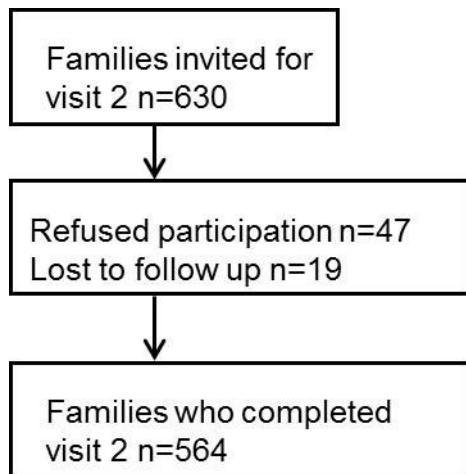 Families invited for
visit 2 n=630
Refused participation n=47
Lost to follow up n=19
Families who completed
visit 2 n=564